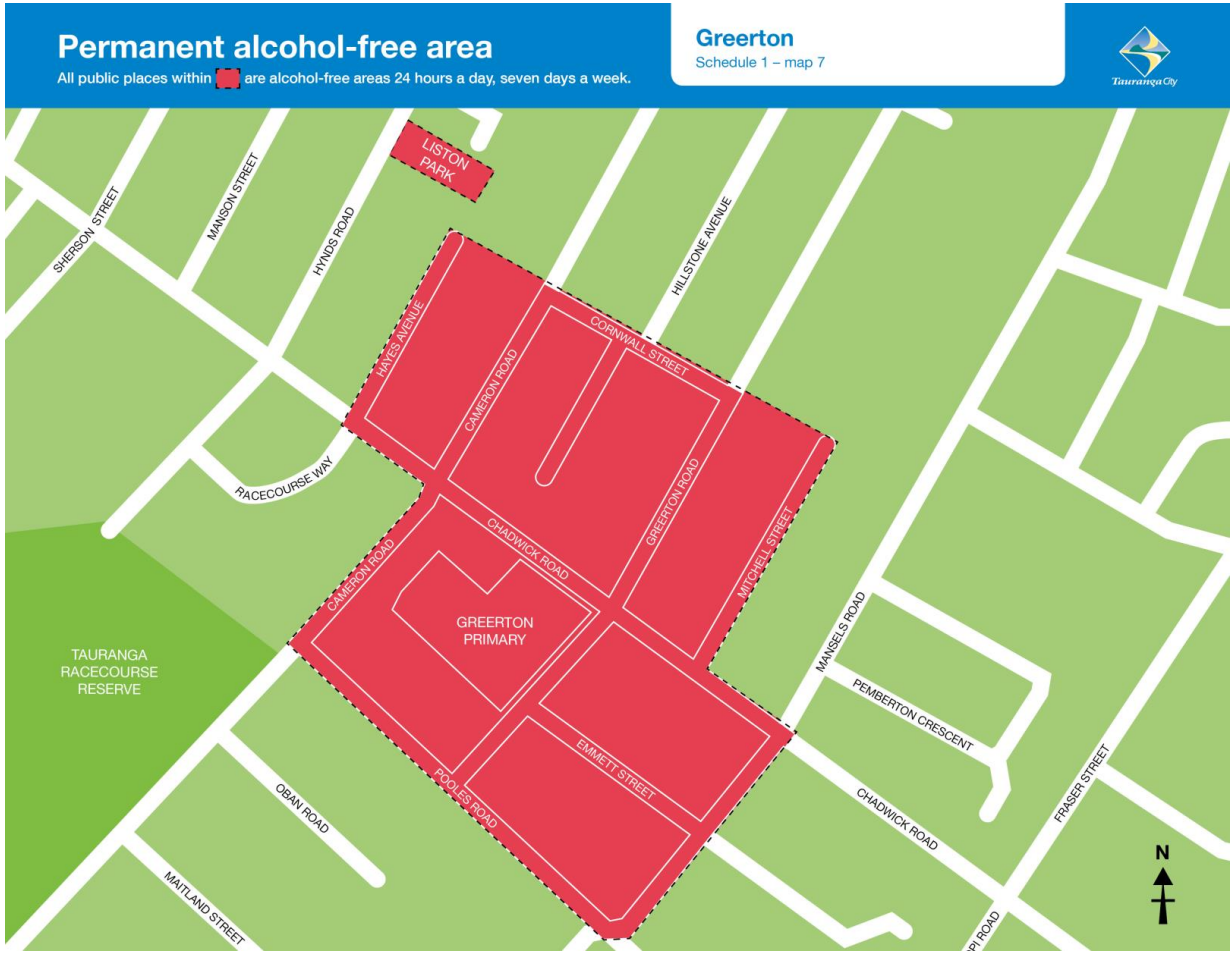 Permanent alcohol-free area
All public places within are alcohol-free areas 24 hours a day, seven days a week.
Greerton
Schedule 1 – map 7
Tauranga City
LISTON
PARK
SHERSON STREET
MANSON STREET
HYNDS ROAD
HILLSTONE AVENUE
HAYES AVENUE
CAMERON ROAD
CORNWALL STREET
RACECOURSE WAY
GREERTON ROAD
MITCHELL STREET
CHADWICK ROAD
CAMERON ROAD
GREERTON
PRIMARY
MANSELS ROAD
TAURANGA
RACECOURSE
RESERVE
PEMBERTON CRESCENT
EMMETT STREET
POOLES ROAD
OBAN ROAD
FRASER STREET
CHADWICK ROAD
MAITLAND STREET
PI ROAD
N